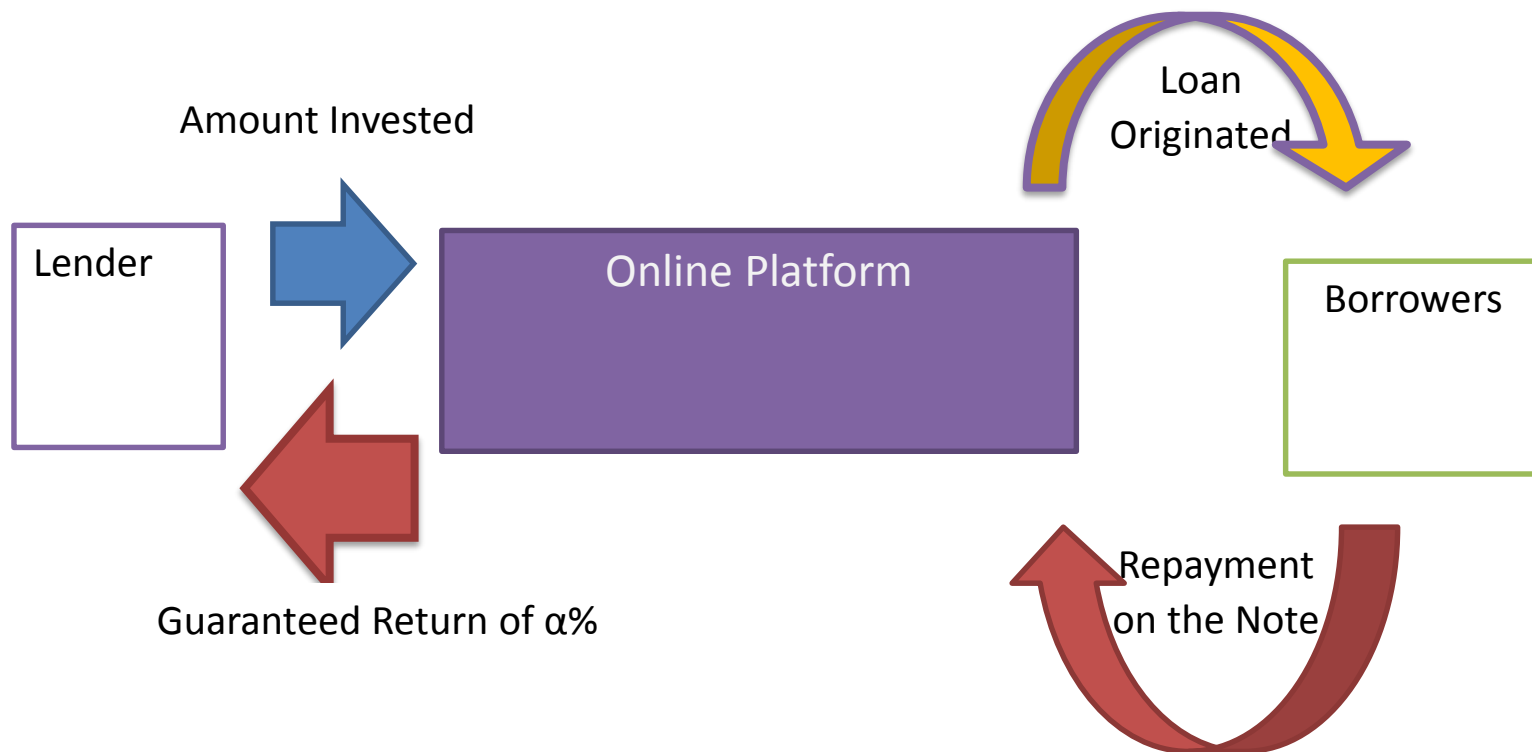 Amount Invested
Loan
Originated
Lender
Online Platform
Borrowers
Guaranteed Return of α%
Repayment
on the Note